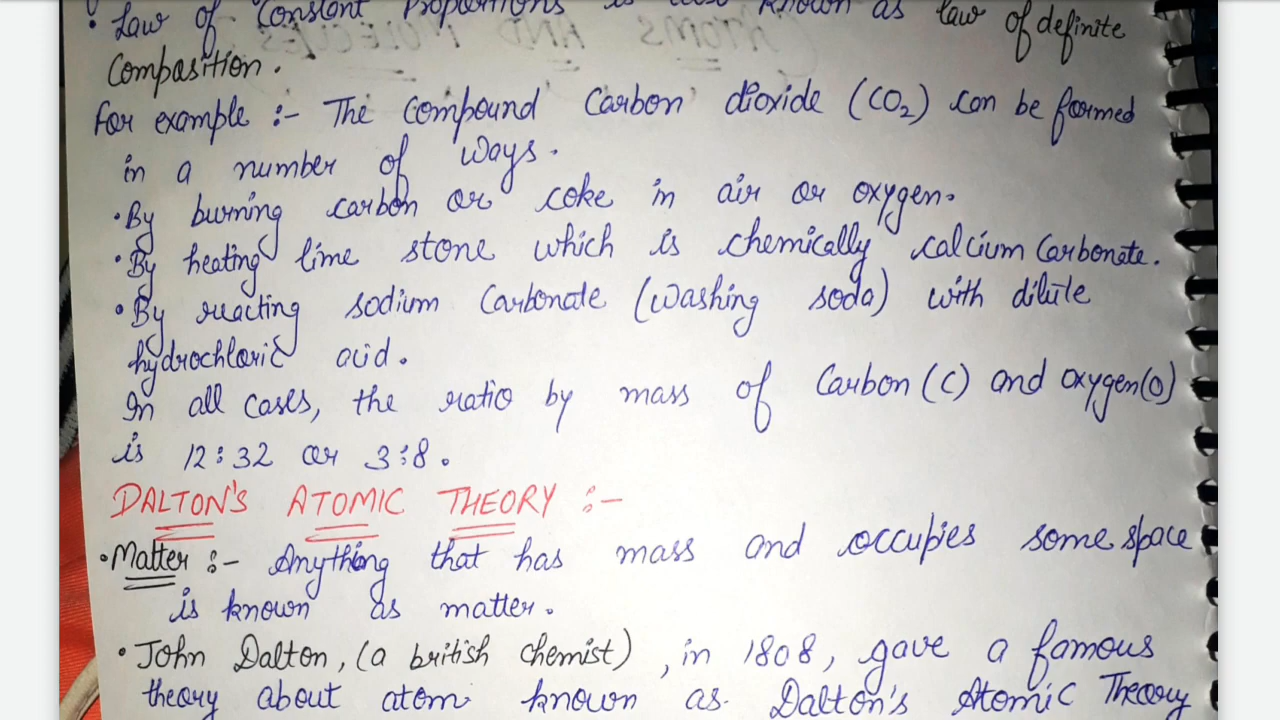 • Law of Constant Proportions is also known as law of definite
Composition.
For example :- The Compound Carbon dioxide (CO₂) can be formed
in a number of ways.
• By burning carbon or coke in air or oxygen.
• By heating lime stone which is chemically calcium Carbonate.
• By reacting sodium Carbonate (washing soda) with dilute
hydrochloric acid.
In all cases, the ratio by mass of Carbon (C) and oxygen(O)
is 12:32 or 3:8.
DALTON'S ATOMIC THEORY :-
• Matter :- Anything that has mass and occupies some space
is known as matter.
• John Dalton, (a british chemist), in 1808, gave a famous
theory about atom known as Dalton's Atomic Theory